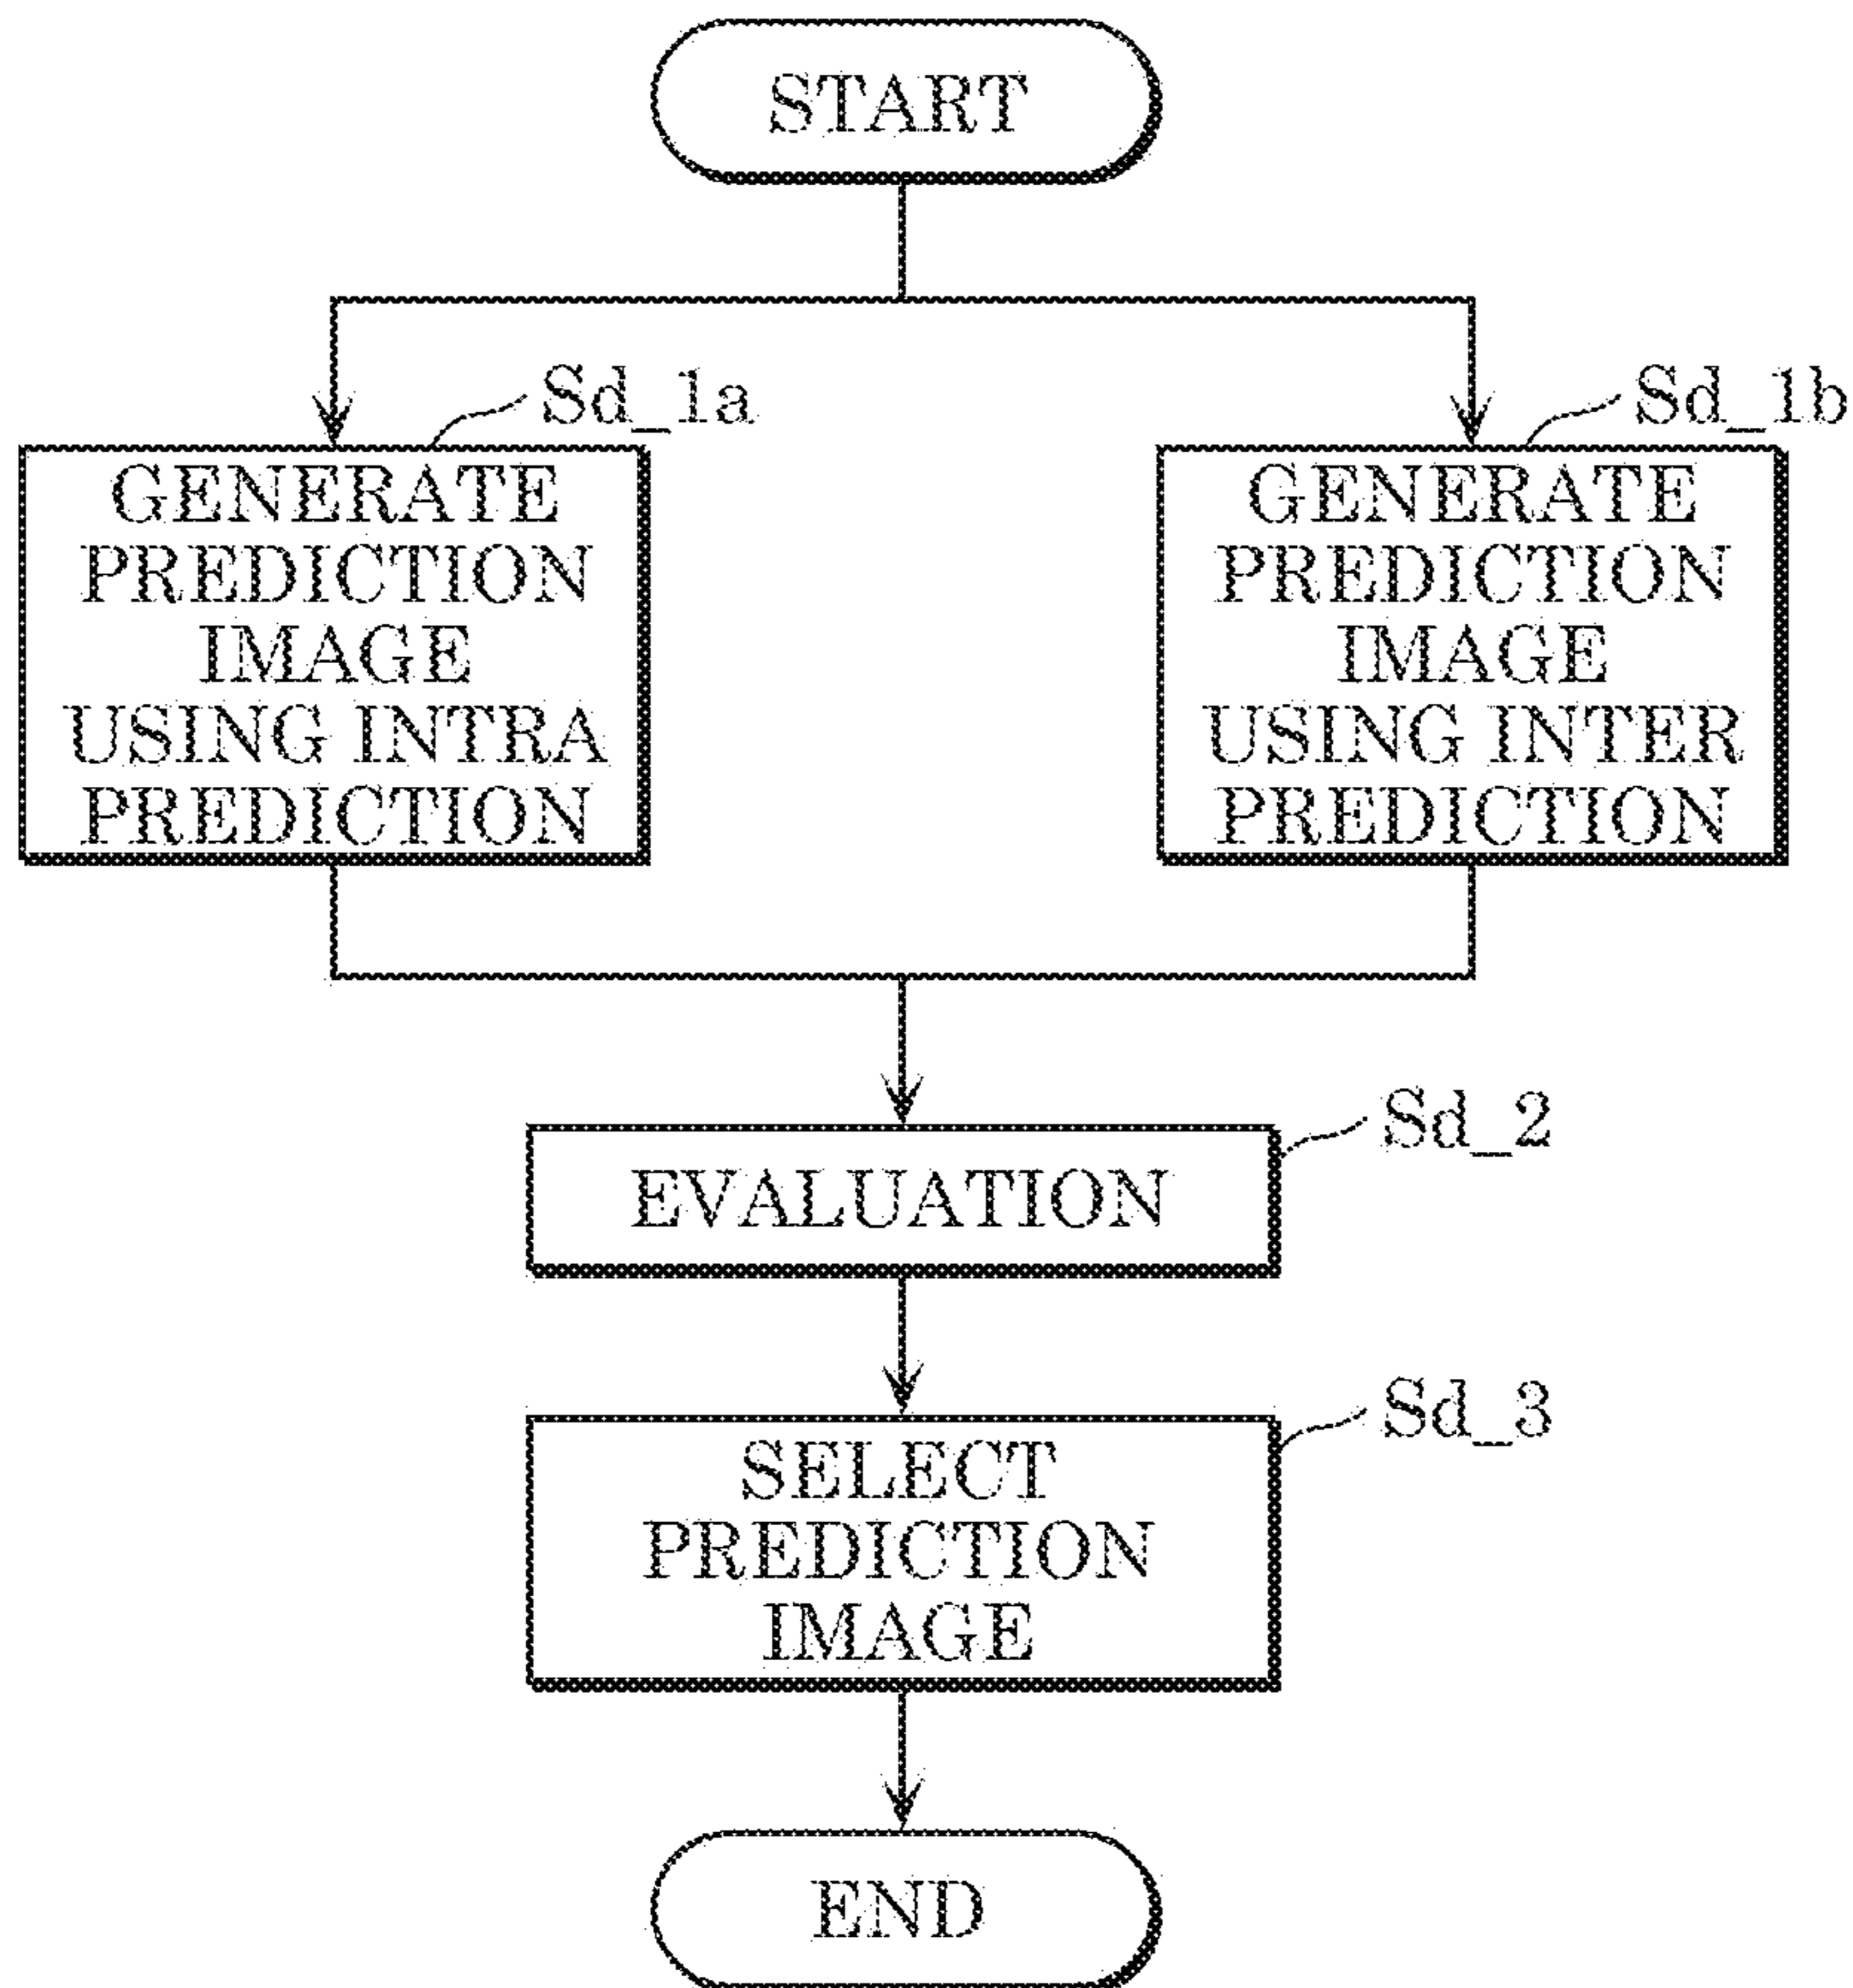 START
Sd_1a
GENERATE
PREDICTION
IMAGE
USING INTRA
PREDICTION
Sd_1b
GENERATE
PREDICTION
IMAGE
USING INTER
PREDICTION
Sd_2
EVALUATION
Sd_3
SELECT
PREDICTION
IMAGE
END